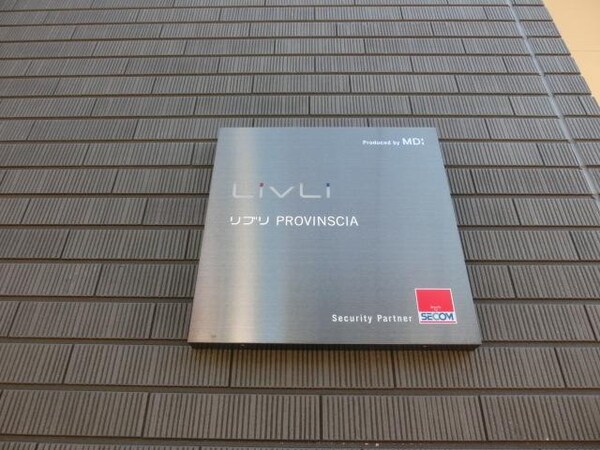 Produced by MDI
LivLi
リブリ PROVINSCIA
Security Partner
SECOM